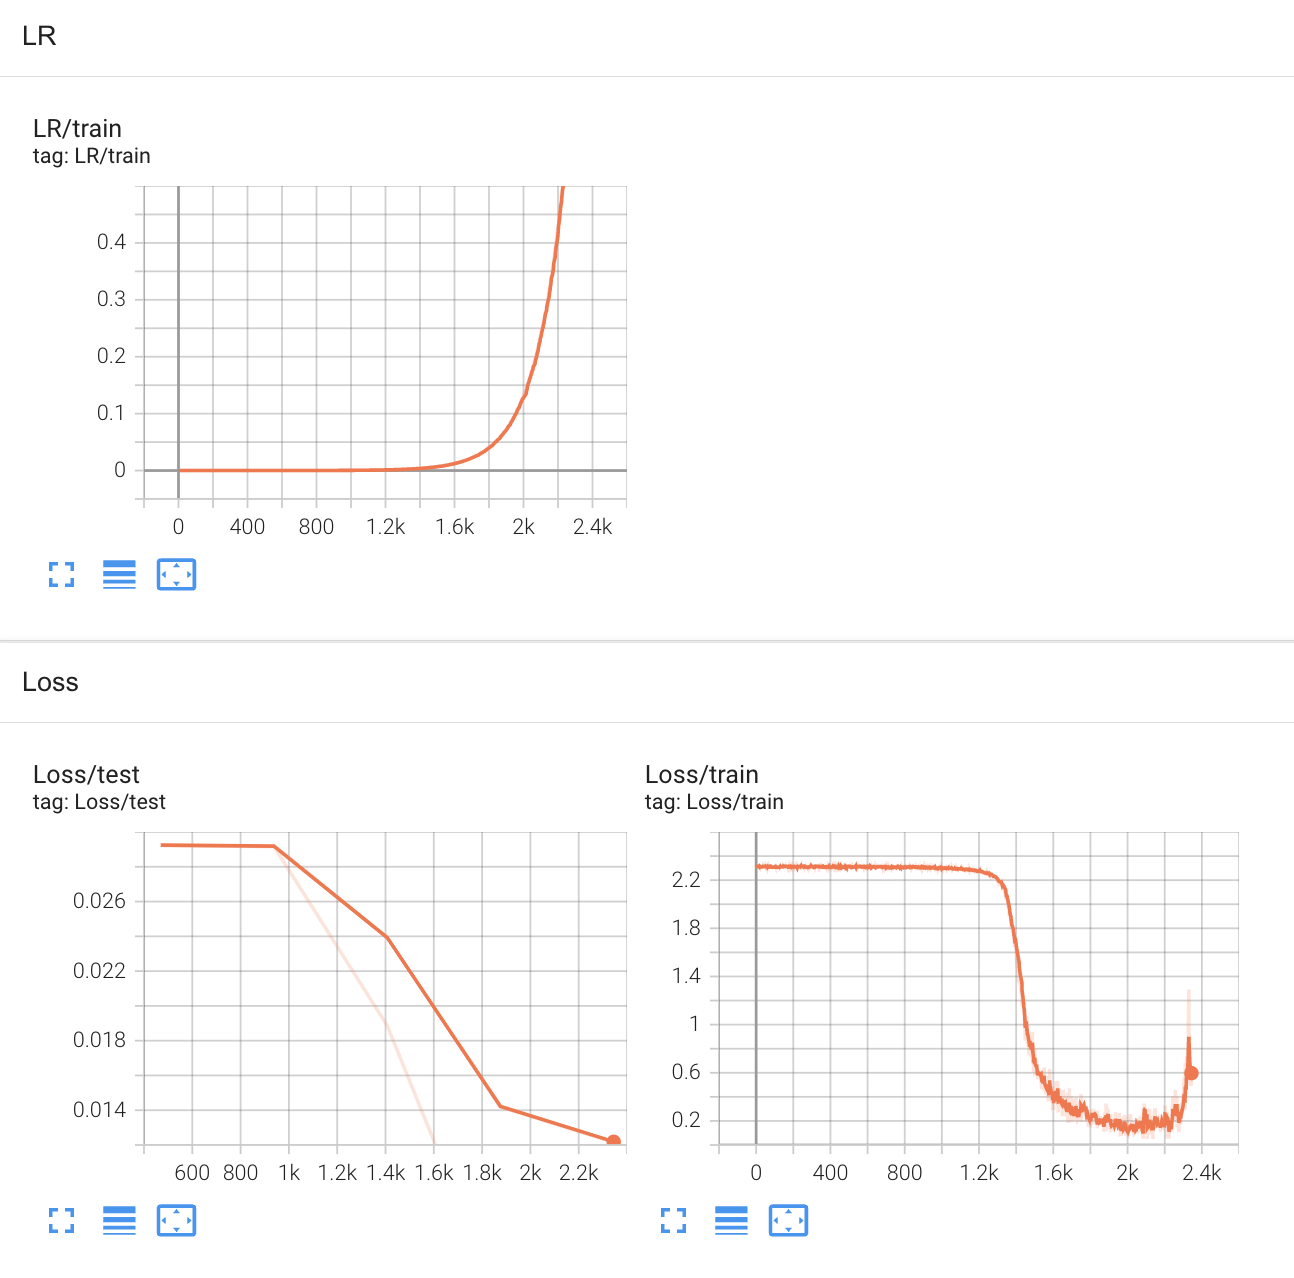 LR
LR/train
tag: LR/train
0.4
0.3
0.2
0.1
0
0 400 800 1.2k 1.6k 2k 2.4k
Loss
Loss/test
tag: Loss/test
0.026
0.022
0.018
0.014
600 800 1k 1.2k 1.4k 1.6k 1.8k 2k 2.2k
Loss/train
tag: Loss/train
2.2
1.8
1.4
1
0.6
0.2
0 400 800 1.2k 1.6k 2k 2.4k